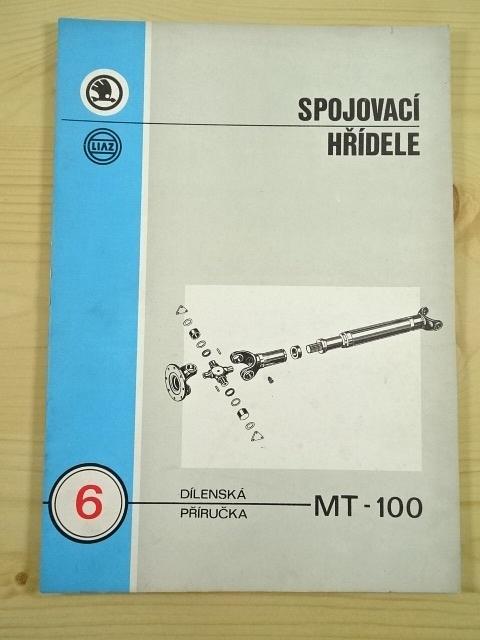 SPOJOVACÍ
HŘÍDELE
LIAZ
6
DÍLENSKÁ
PŘÍRUČKA
MT - 100